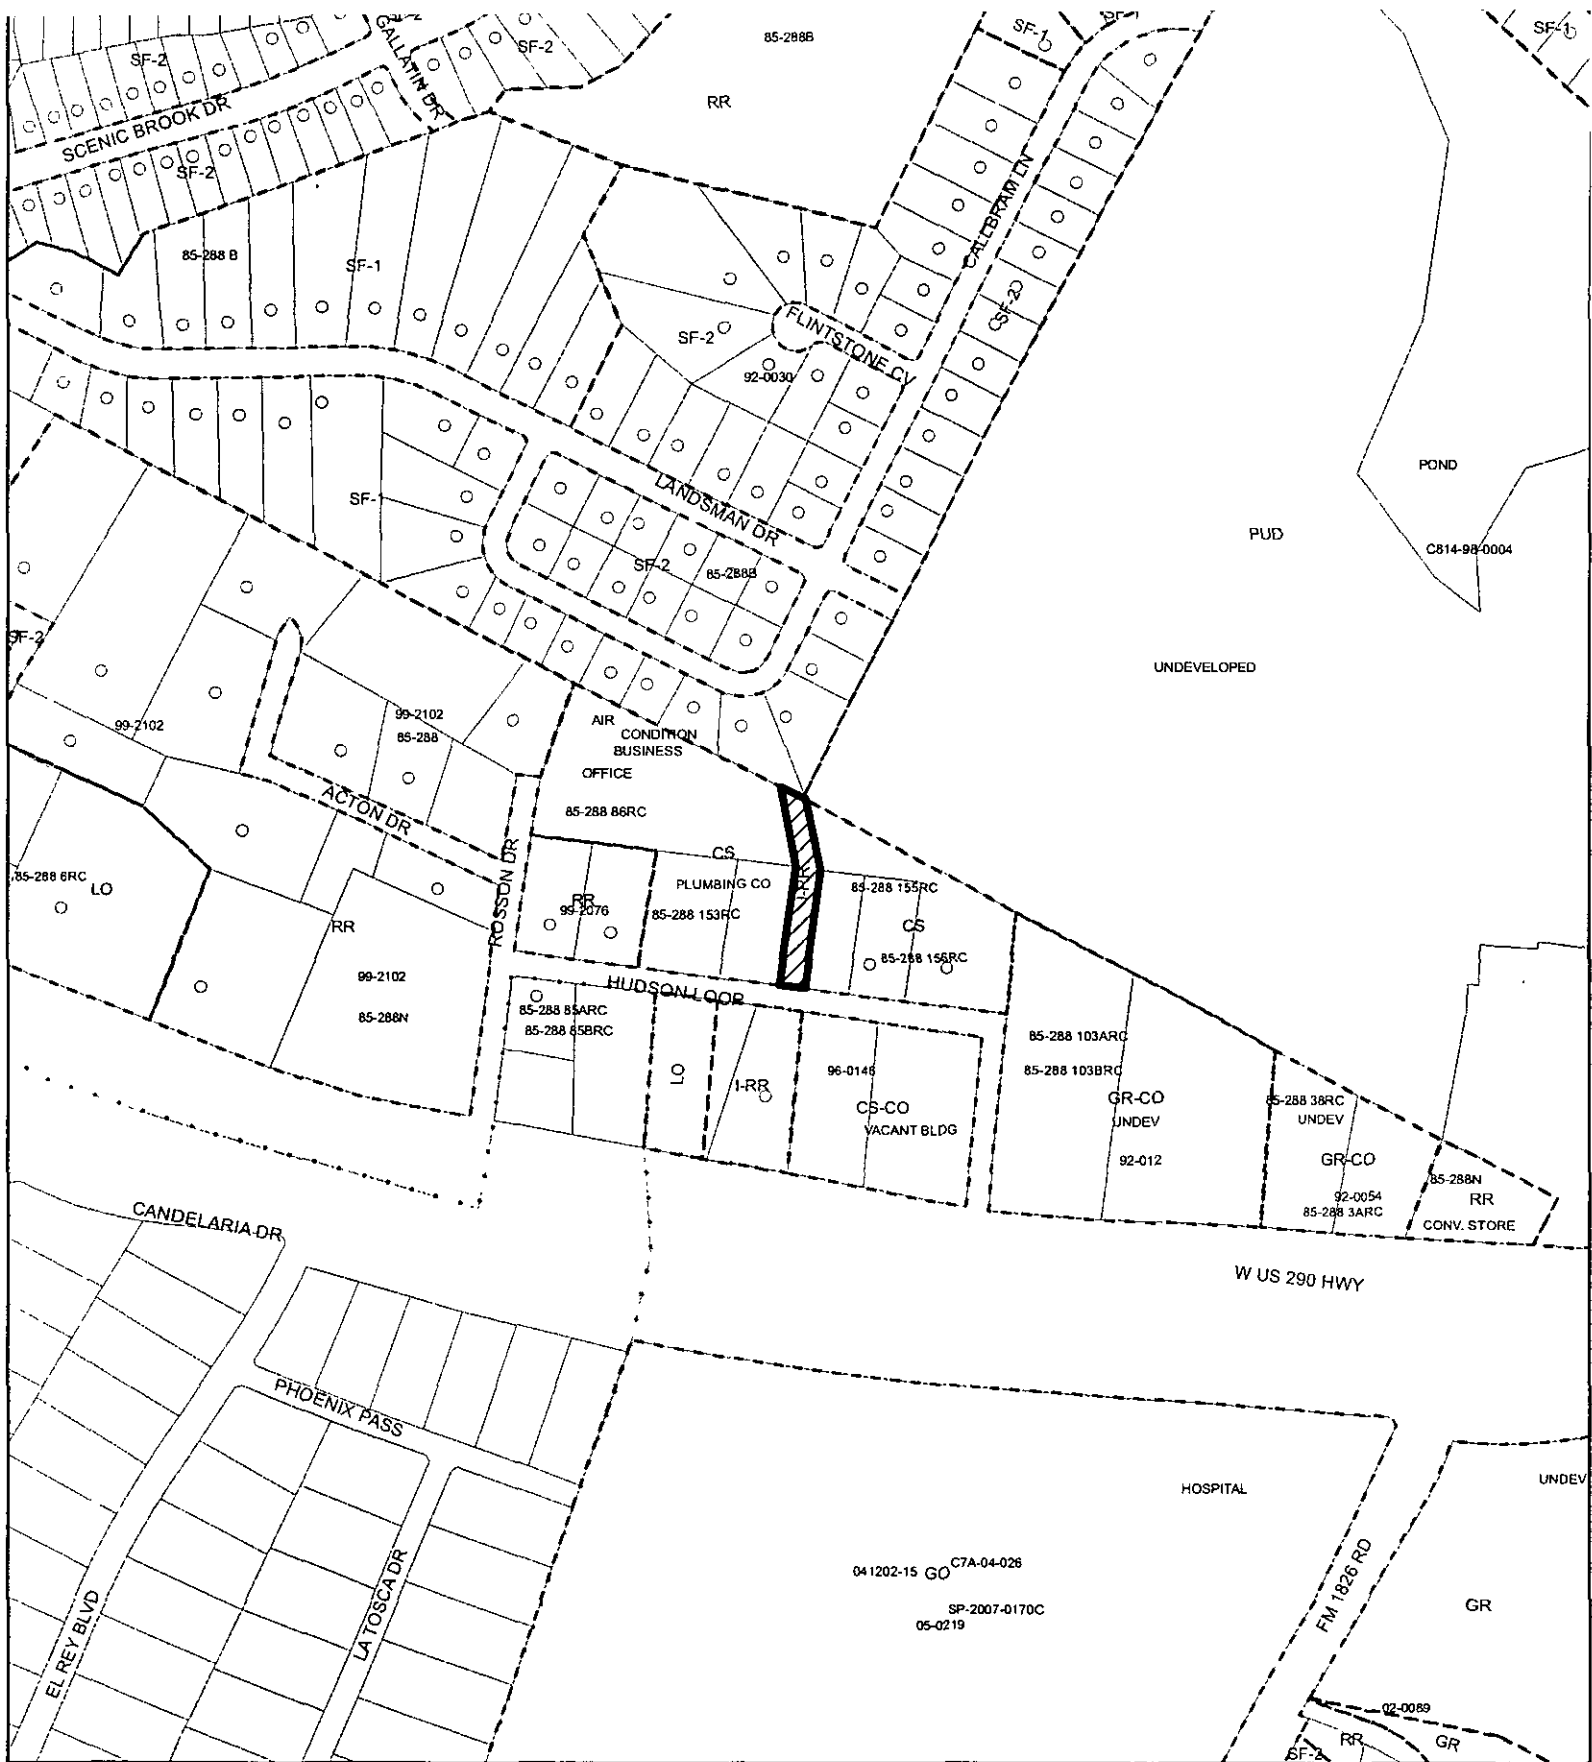 SF-2
GALLATIN DR
SF-2
SF-2
85-288B
RR
SF-1
SF-1
SF-1
SCENIC BROOK DR
SF-2
85-288 B
SF-1
CALLBRAM LN
SF-2
SF-2
FLINTSTONE CV
92-0030
POND
C814-98-0004
PUD
UNDEVELOPED
SF-1
LANDSMAN DR
SF-2
85-288B
SF-2
99-2102
99-2102
85-288
AIR
CONDITION
BUSINESS
OFFICE
85-288 86RC
ACTON DR
ROSSON DR
CS
PLUMBING CO
85-288 153RC
I-RR
85-288 155RC
CS
85-288 156RC
85-288 6RC
LO
RR
RR
99-2076
99-2102
85-288N
HUDSON LOOP
85-288 85ARC
85-288 85BRC
LO
I-RR
96-0146
CS-CO
VACANT BLDG
85-288 103ARC
85-288 103BRC
GR-CO
UNDEV
92-012
85-288 38RC
UNDEV
GR-CO
92-0054
85-288 3ARC
85-288N
RR
CONV. STORE
CANDELARIA DR
W US 290 HWY
PHOENIX PASS
HOSPITAL
UNDEV
041202-15
GO
C7A-04-026
SP-2007-0170C
05-0219
EL REY BLVD
LA TOSCA DR
FM 1826 RD
GR
02-0089
RR
GR
SF-2